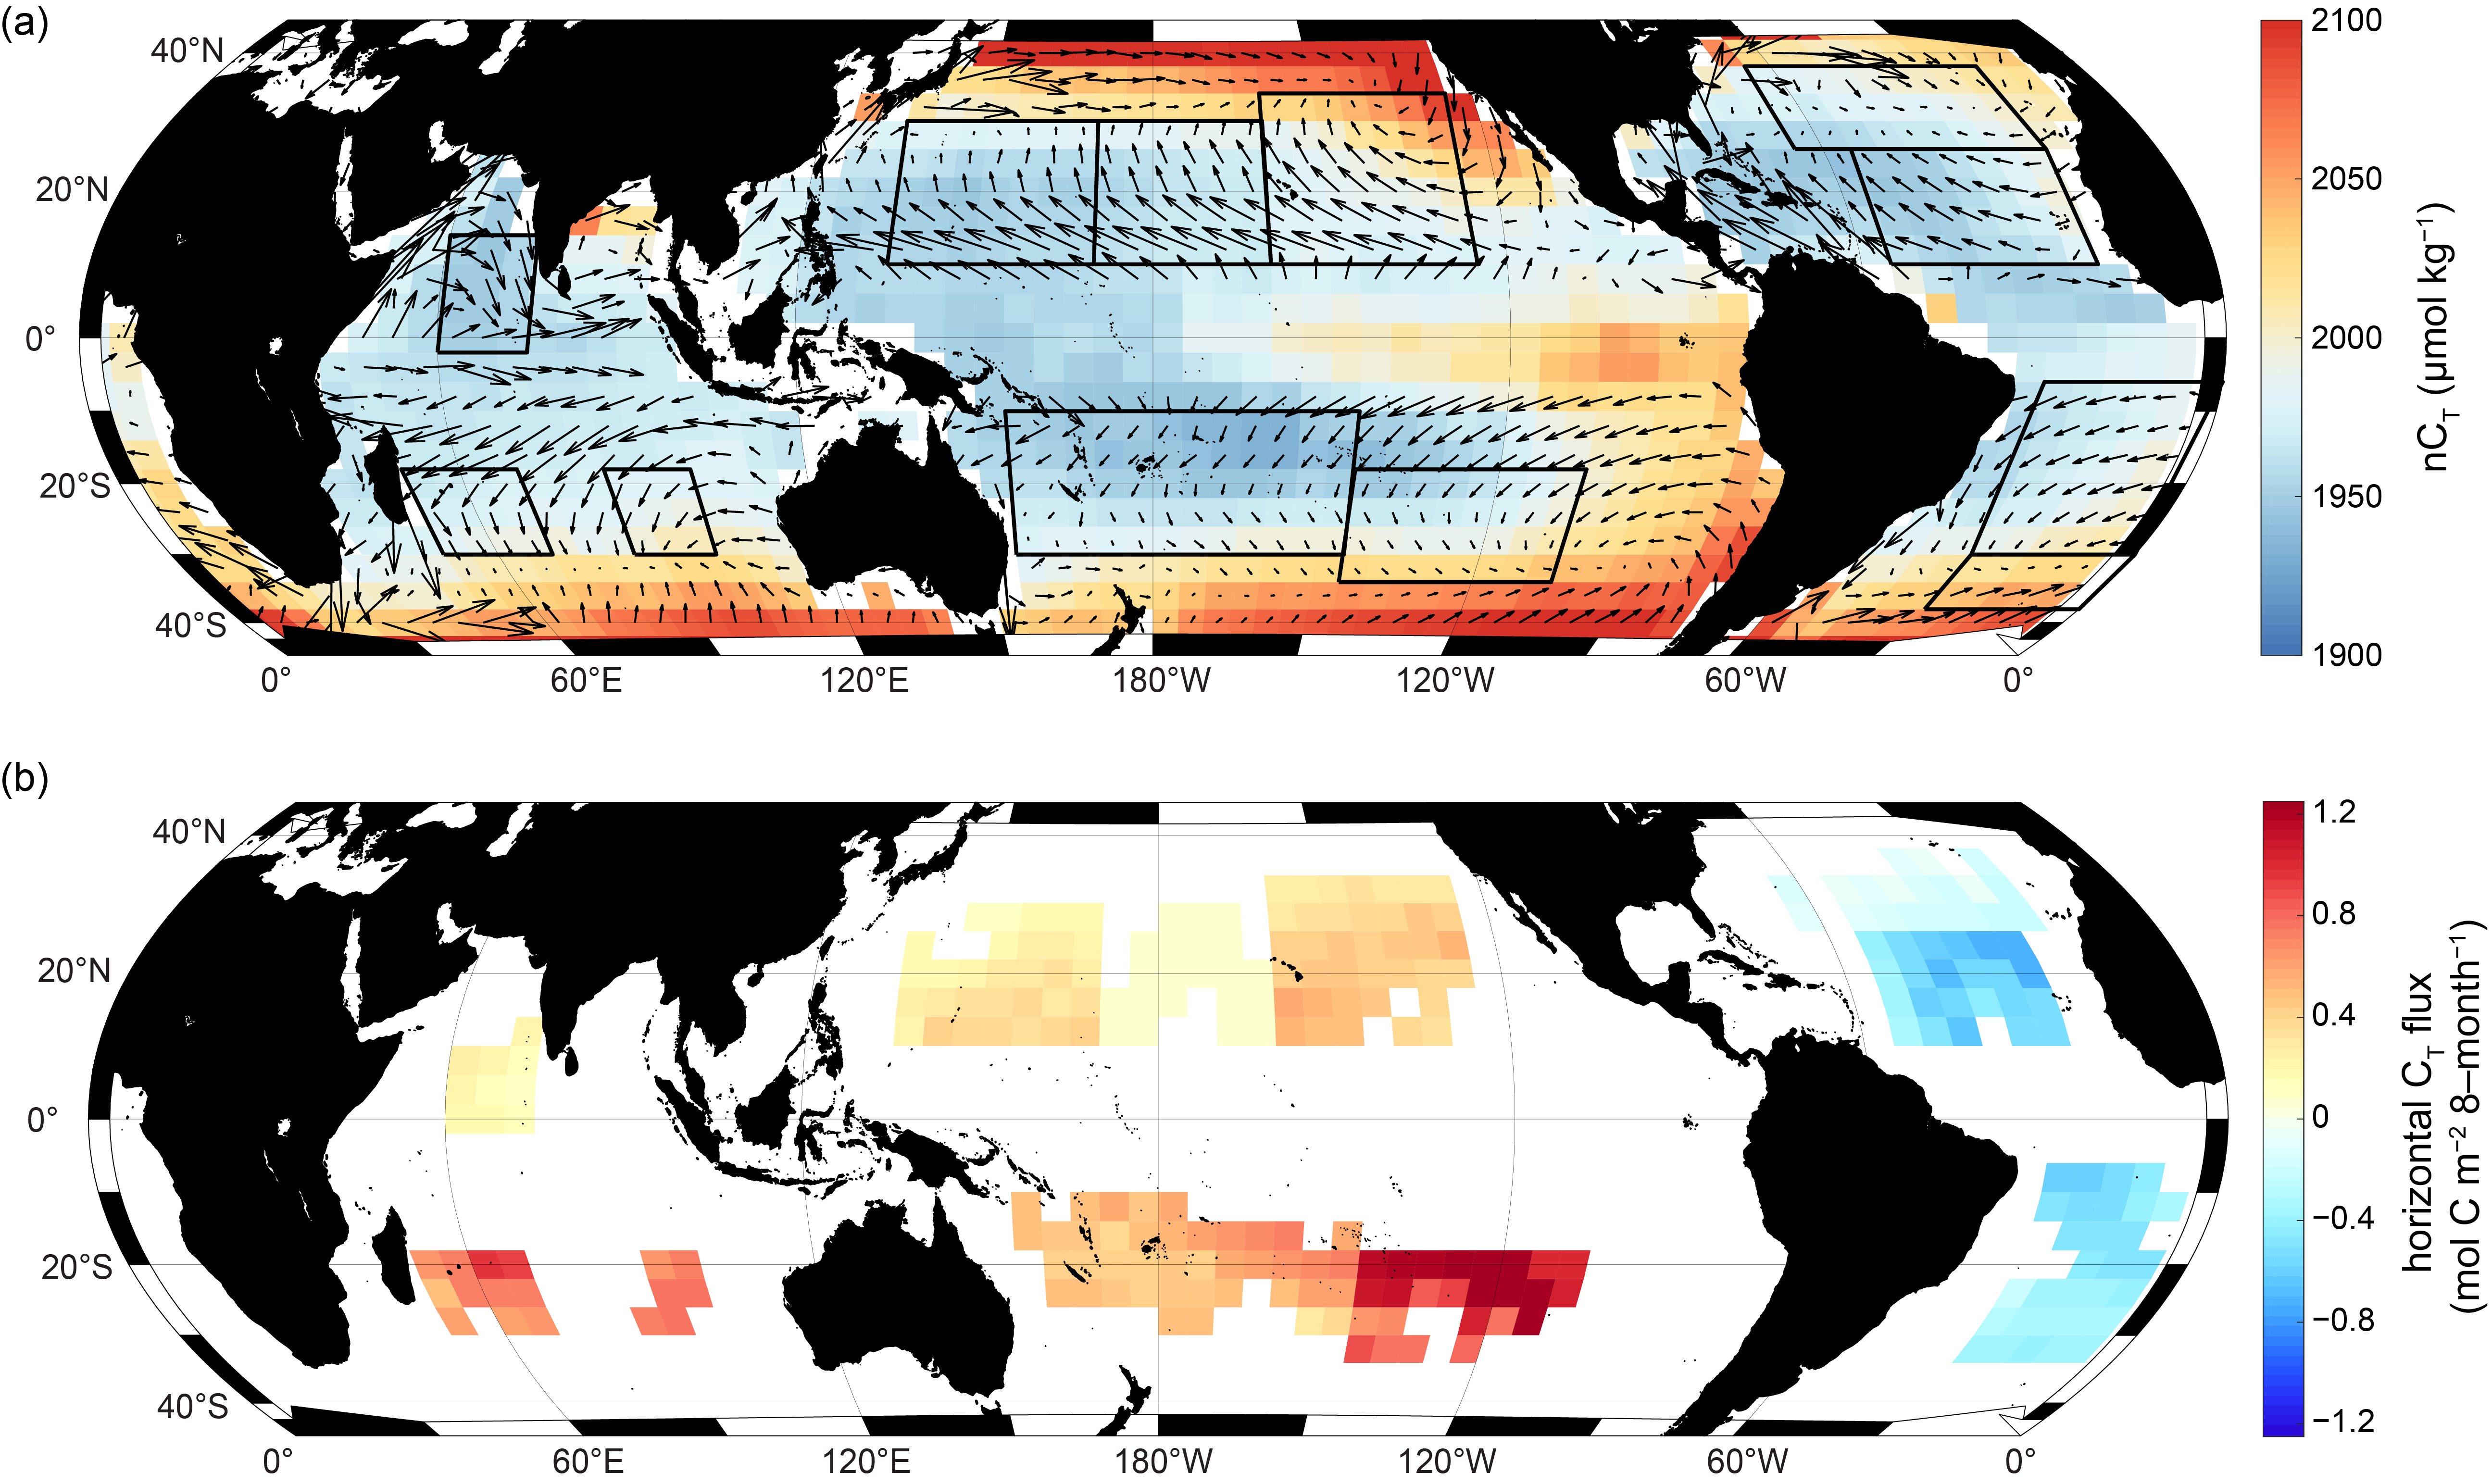 (a)
40°N
20°N
0°
20°S
40°S
0°
60°E
120°E
180°W
120°W
60°W
0°
2100
2050
2000
1950
1900
nCT (μmol kg−1)
(b)
40°N
20°N
0°
20°S
40°S
0°
60°E
120°E
180°W
120°W
60°W
0°
1.2
0.8
0.4
0
−0.4
−0.8
−1.2
horizontal CT flux
(mol C m−2 8–month−1)